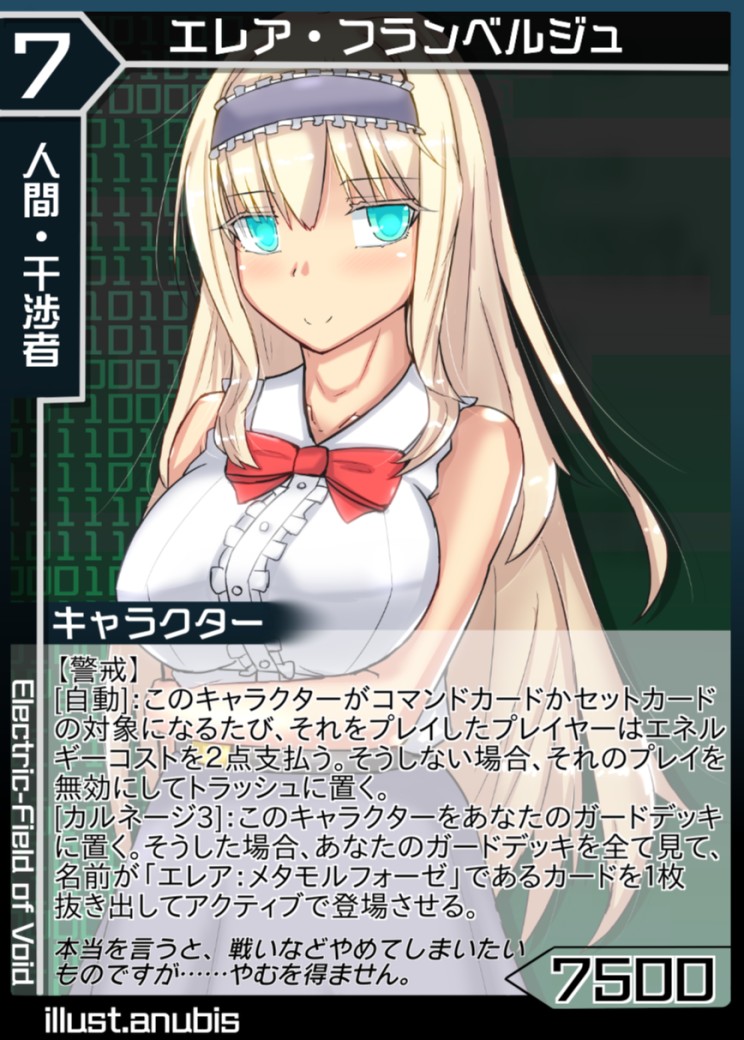 7
エレア・フランベルジュ
人間・干渉者
キャラクター
【警戒】
[自動]:このキャラクターがコマンドカードかセットカード
の対象になるたび、それをプレイしたプレイヤーはエネル
ギーコストを2点支払う。そうしない場合、それのプレイを
無効にしてトラッシュに置く。
[カルネージ3]:このキャラクターをあなたのガードデッキ
に置く。そうした場合、あなたのガードデッキを全て見て、
名前が「エレア:メタモルフォーゼ」であるカードを1枚
抜き出してアクティブで登場させる。
本当を言うと、戦いなどやめてしまいたい
ものですが……やむを得ません。
7500
Electric-Field of Void
illust.anubis